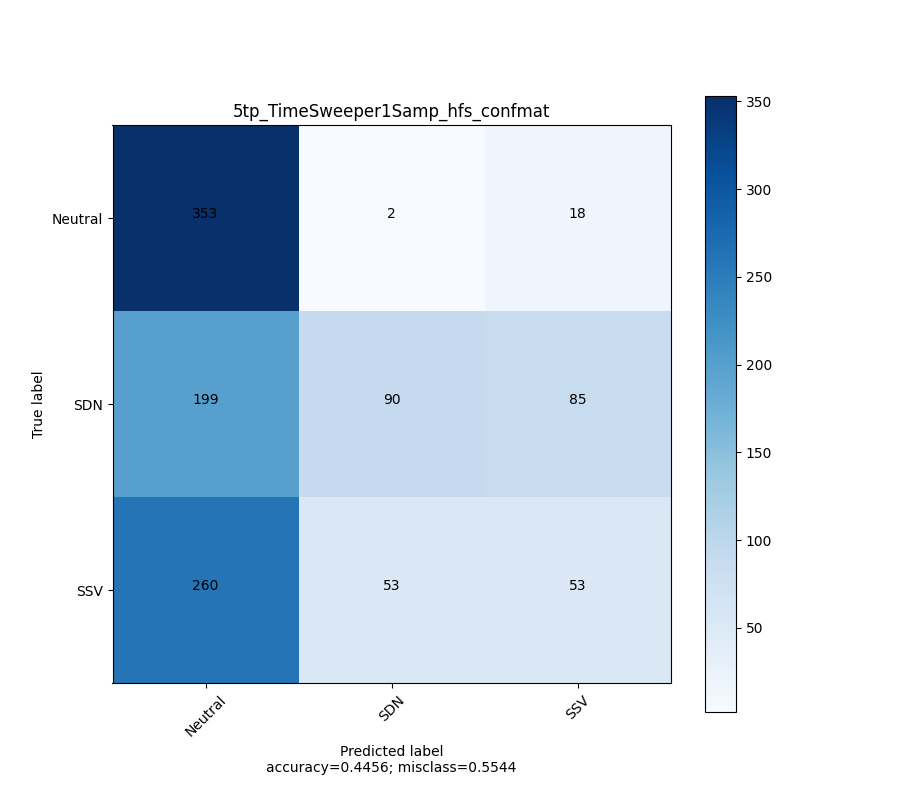 5tp_TimeSweeper1Samp_hfs_confmat
350
300
250
200
150
100
50
True label
Neutral
353
2
18
SDN
199
90
85
SSV
260
53
53
Neutral
SDN
SSV
Predicted label
accuracy=0.4456; misclass=0.5544